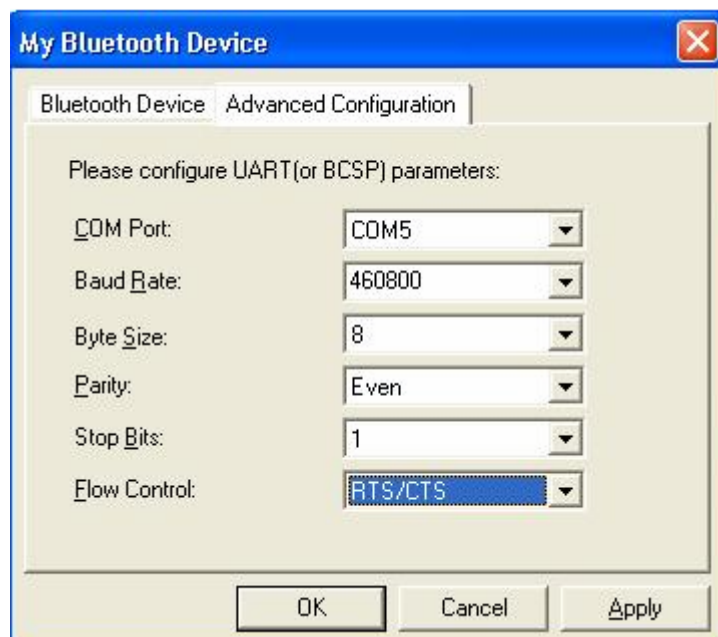 My Bluetooth Device
Bluetooth Device
Advanced Configuration
Please configure UART(or BCSP) parameters:
COM Port: COM5
Baud Rate: 460800
Byte Size: 8
Parity: Even
Stop Bits: 1
Flow Control: RTS/CTS
OK
Cancel
Apply